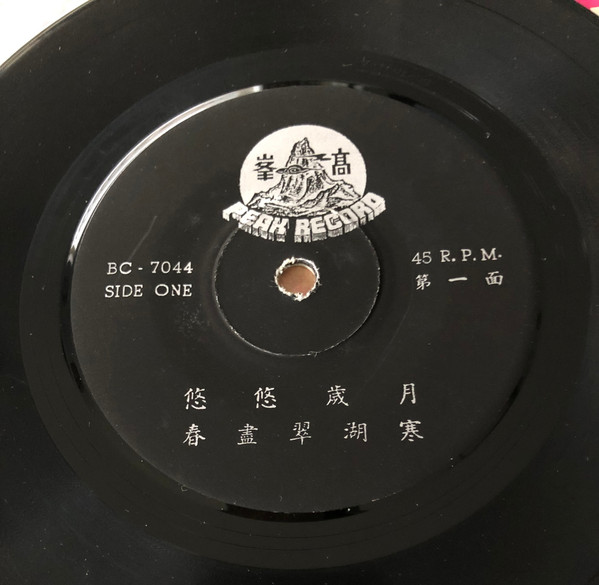 峯 高
PEAK RECORD
BC - 7044
SIDE ONE
45 R.P.M.
第一面
悠悠歲月
春盡翠湖寒